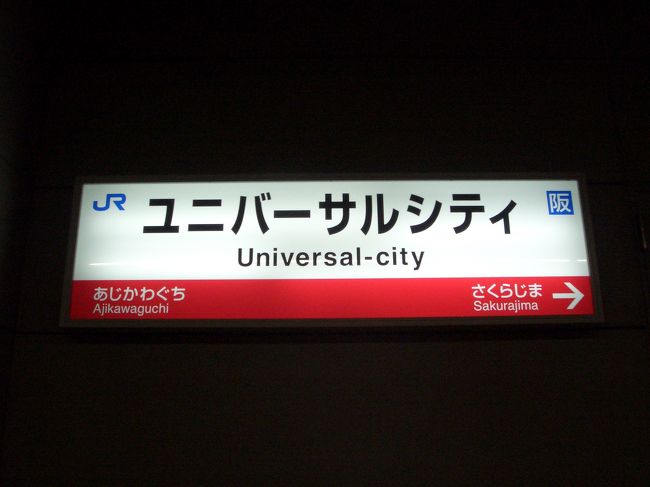 JR ユニバーサルシティ 阪
Universal-city
あじかわぐち さくらじま →
Ajikawaguchi Sakurajima